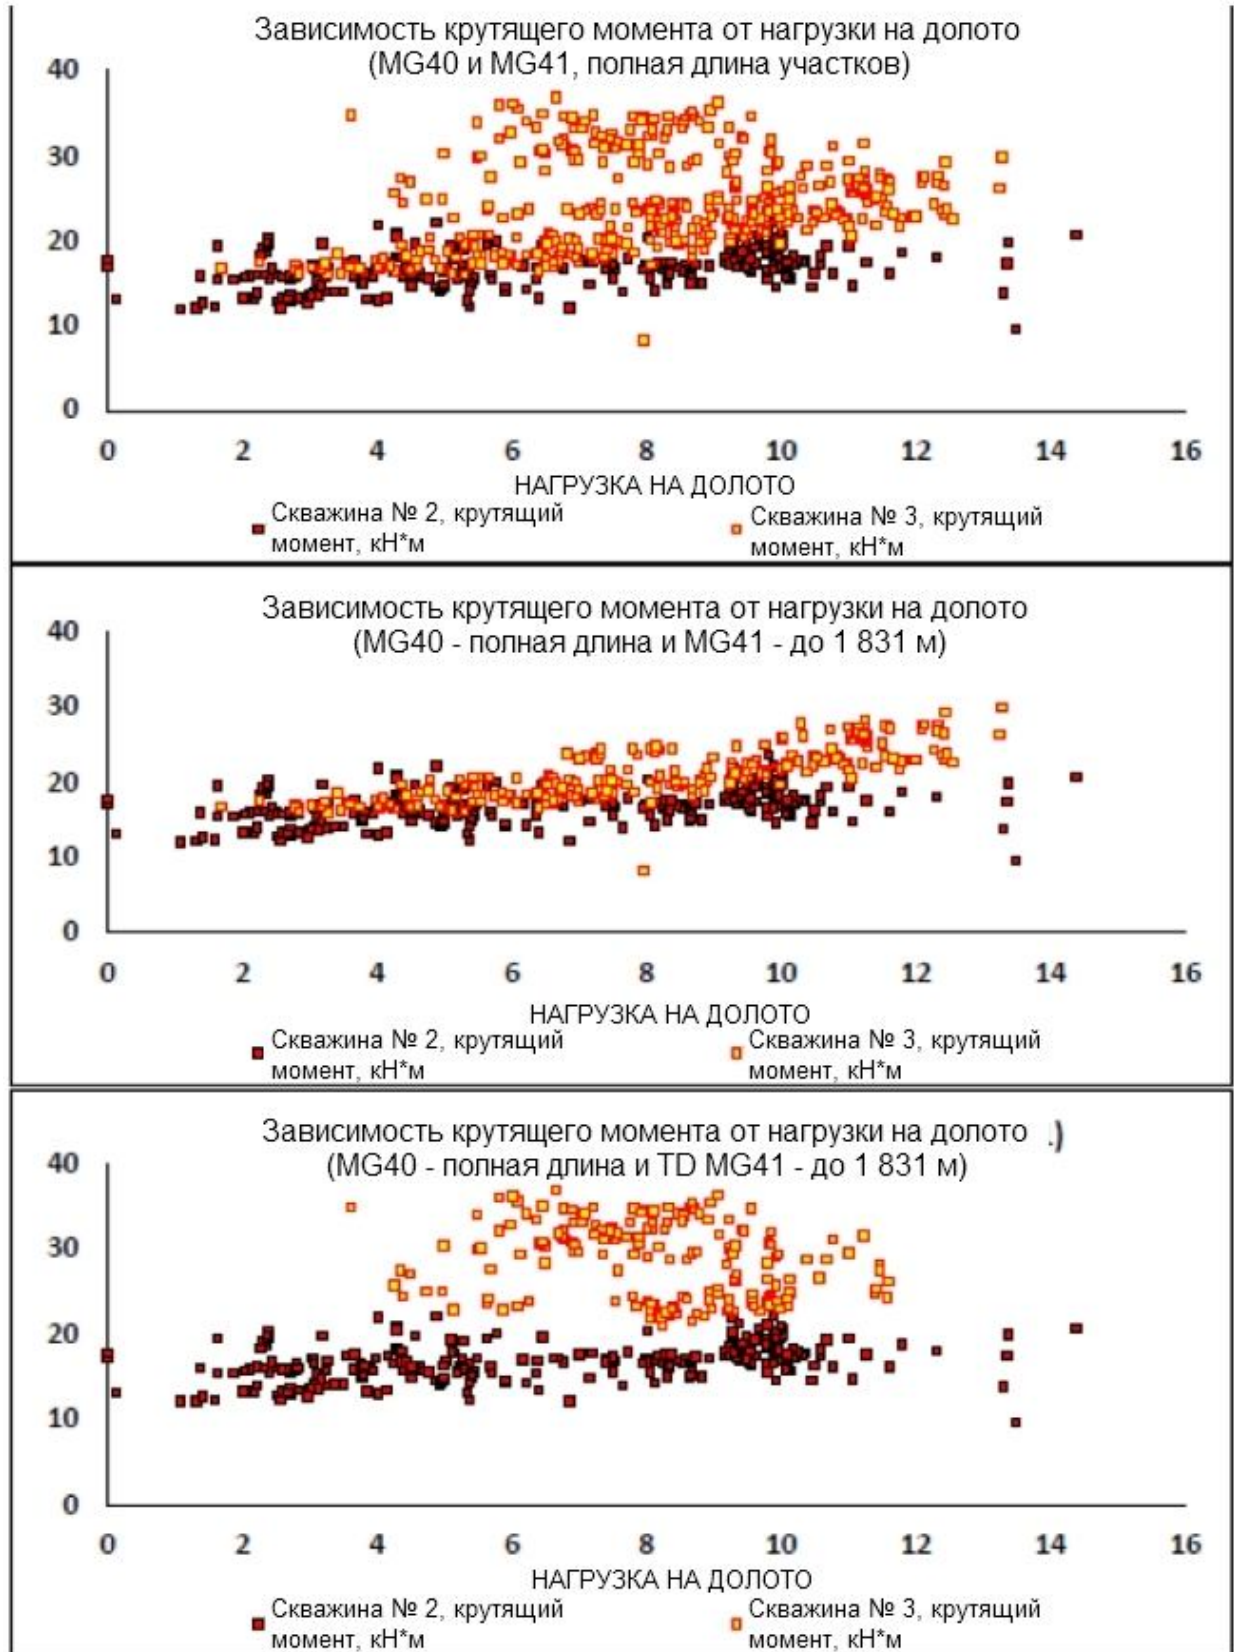 Зависимость крутящего момента от нагрузки на долото
(MG40 и MG41, полная длина участков)
40
30
20
10
0
0 2 4 6 8 10 12 14 16
НАГРУЗКА НА ДОЛОТО
Скважина № 2, крутящий момент, кН*м
Скважина № 3, крутящий момент, кН*м
Зависимость крутящего момента от нагрузки на долото
(MG40 - полная длина и MG41 - до 1 831 м)
40
30
20
10
0
0 2 4 6 8 10 12 14 16
НАГРУЗКА НА ДОЛОТО
Скважина № 2, крутящий момент, кН*м
Скважина № 3, крутящий момент, кН*м
Зависимость крутящего момента от нагрузки на долото .)
(MG40 - полная длина и TD MG41 - до 1 831 м)
40
30
20
10
0
0 2 4 6 8 10 12 14 16
НАГРУЗКА НА ДОЛОТО
Скважина № 2, крутящий момент, кН*м
Скважина № 3, крутящий момент, кН*м